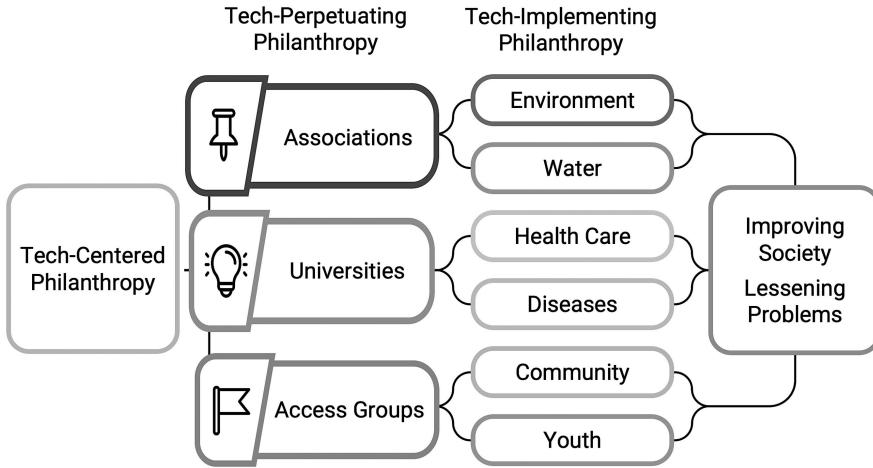 Tech-Perpetuating
Philanthropy
Tech-Implementing
Philanthropy
Tech-Centered
Philanthropy
Associations
Environment
Water
Universities
Health Care
Diseases
Access Groups
Community
Youth
Improving
Society
Lessening
Problems